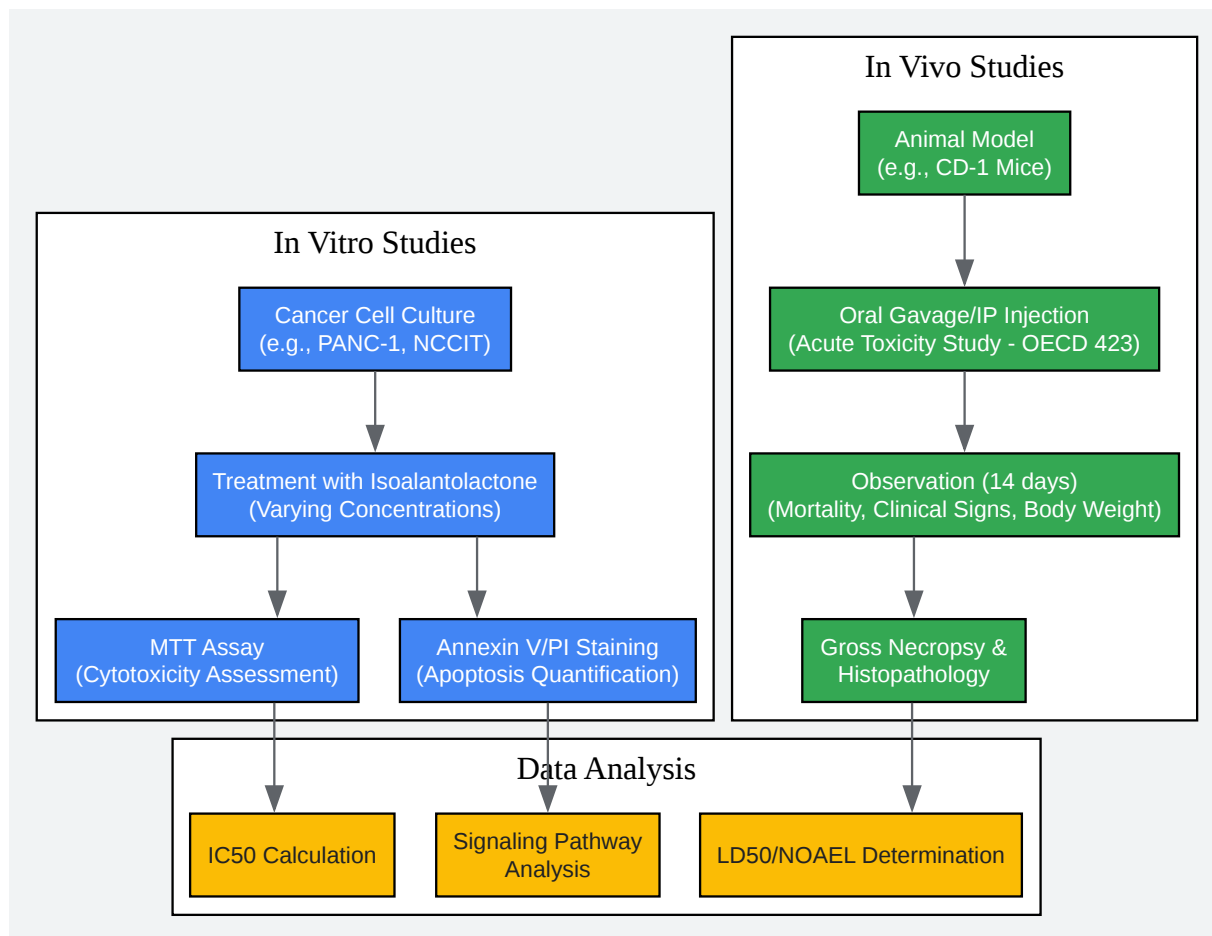 In Vitro Studies
Cancer Cell Culture
(e.g., PANC-1, NCCIT)
Treatment with Isoalantolactone
(Varying Concentrations)
MTT Assay
(Cytotoxicity Assessment)
Annexin V/PI Staining
(Apoptosis Quantification)
In Vivo Studies
Animal Model
(e.g., CD-1 Mice)
Oral Gavage/IP Injection
(Acute Toxicity Study - OECD 423)
Observation (14 days)
(Mortality, Clinical Signs, Body Weight)
Gross Necropsy &
Histopathology
Data Analysis
IC50 Calculation
Signaling Pathway
Analysis
LD50/NOAEL Determination